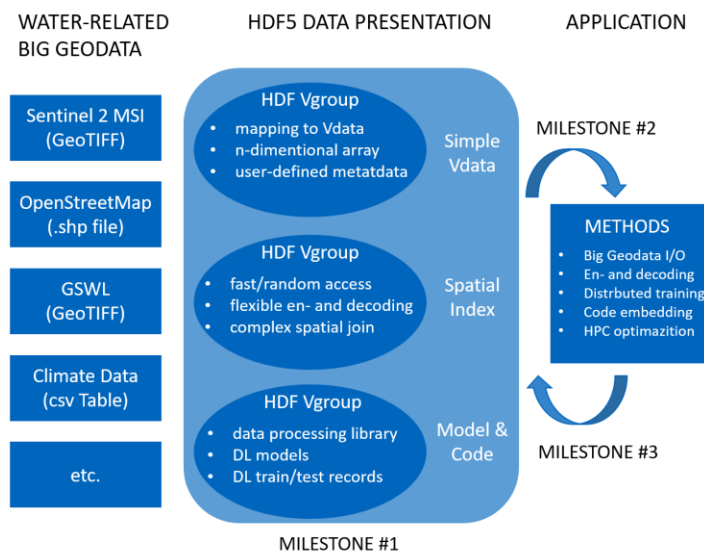 WATER-RELATED
BIG GEODATA
HDF5 DATA PRESENTATION
APPLICATION
Sentinel 2 MSI
(GeoTIFF)
OpenStreetMap
(.shp file)
GSWL
(GeoTIFF)
Climate Data
(csv Table)
etc.
HDF Vgroup
• mapping to Vdata
• n-dimentional array
• user-defined metatdata
Simple
Vdata
HDF Vgroup
• fast/random access
• flexible en- and decoding
• complex spatial join
Spatial
Index
HDF Vgroup
• data processing library
• DL models
• DL train/test records
Model &
Code
MILESTONE #1
MILESTONE #2
METHODS
• Big Geodata I/O
• En- and decoding
• Distrbuted training
• Code embedding
• HPC optimazition
MILESTONE #3